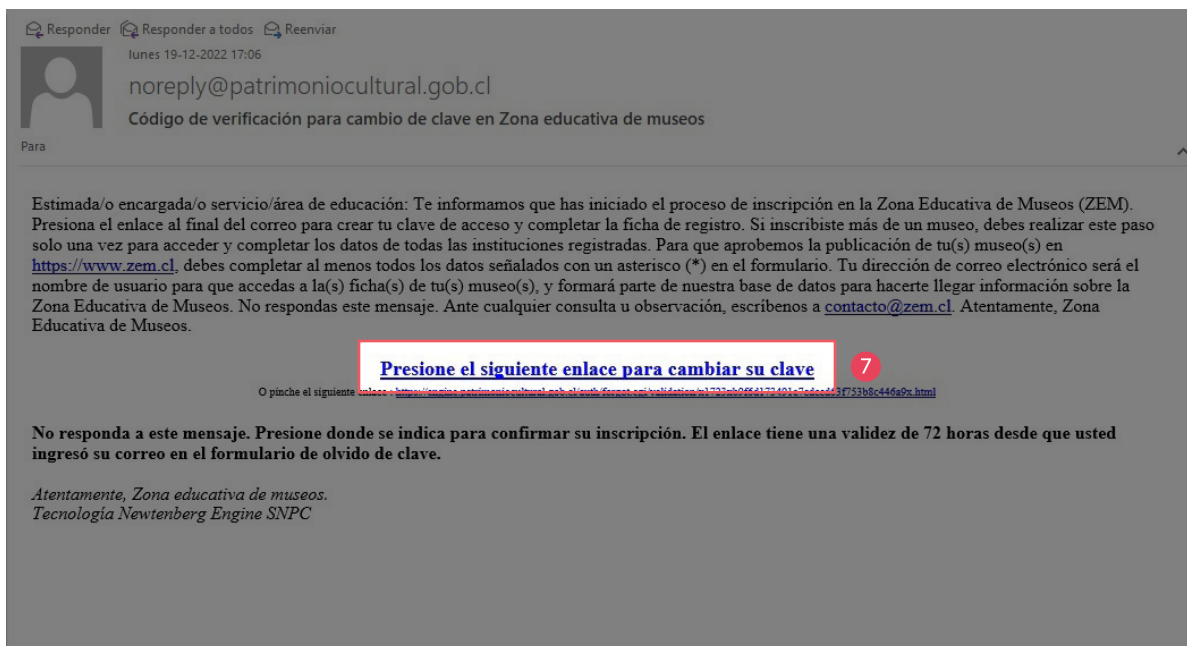 Responder Responder a todos Reenviar
lunes 19-12-2022 17:06
noreply@patrimoniocultural.gob.cl
Código de verificación para cambio de clave en Zona educativa de museos
Para
Estimada/o encargada/o servicio/área de educación: Te informamos que has iniciado el proceso de inscripción en la Zona Educativa de Museos (ZEM).
Presiona el enlace al final del correo para crear tu clave de acceso y completar la ficha de registro. Si inscribiste más de un museo, debes realizar este paso
solo una vez para acceder y completar los datos de todas las instituciones registradas. Para que aprobemos la publicación de tu(s) museo(s) en
https://www.zem.cl, debes completar al menos todos los datos señalados con un asterisco (*) en el formulario. Tu dirección de correo electrónico será el
nombre de usuario para que accedas a la(s) ficha(s) de tu(s) museo(s), y formará parte de nuestra base de datos para hacerte llegar información sobre la
Zona Educativa de Museos. No respondas este mensaje. Ante cualquier consulta u observación, escríbenos a contacto@zem.cl. Atentamente, Zona
Educativa de Museos.
Presione el siguiente enlace para cambiar su clave 7
O pinche el siguiente enlace :
No responda a este mensaje. Presione donde se indica para confirmar su inscripción. El enlace tiene una validez de 72 horas desde que usted
ingresó su correo en el formulario de olvido de clave.
Atentamente, Zona educativa de museos.
Tecnología Newtenberg Engine SNPC